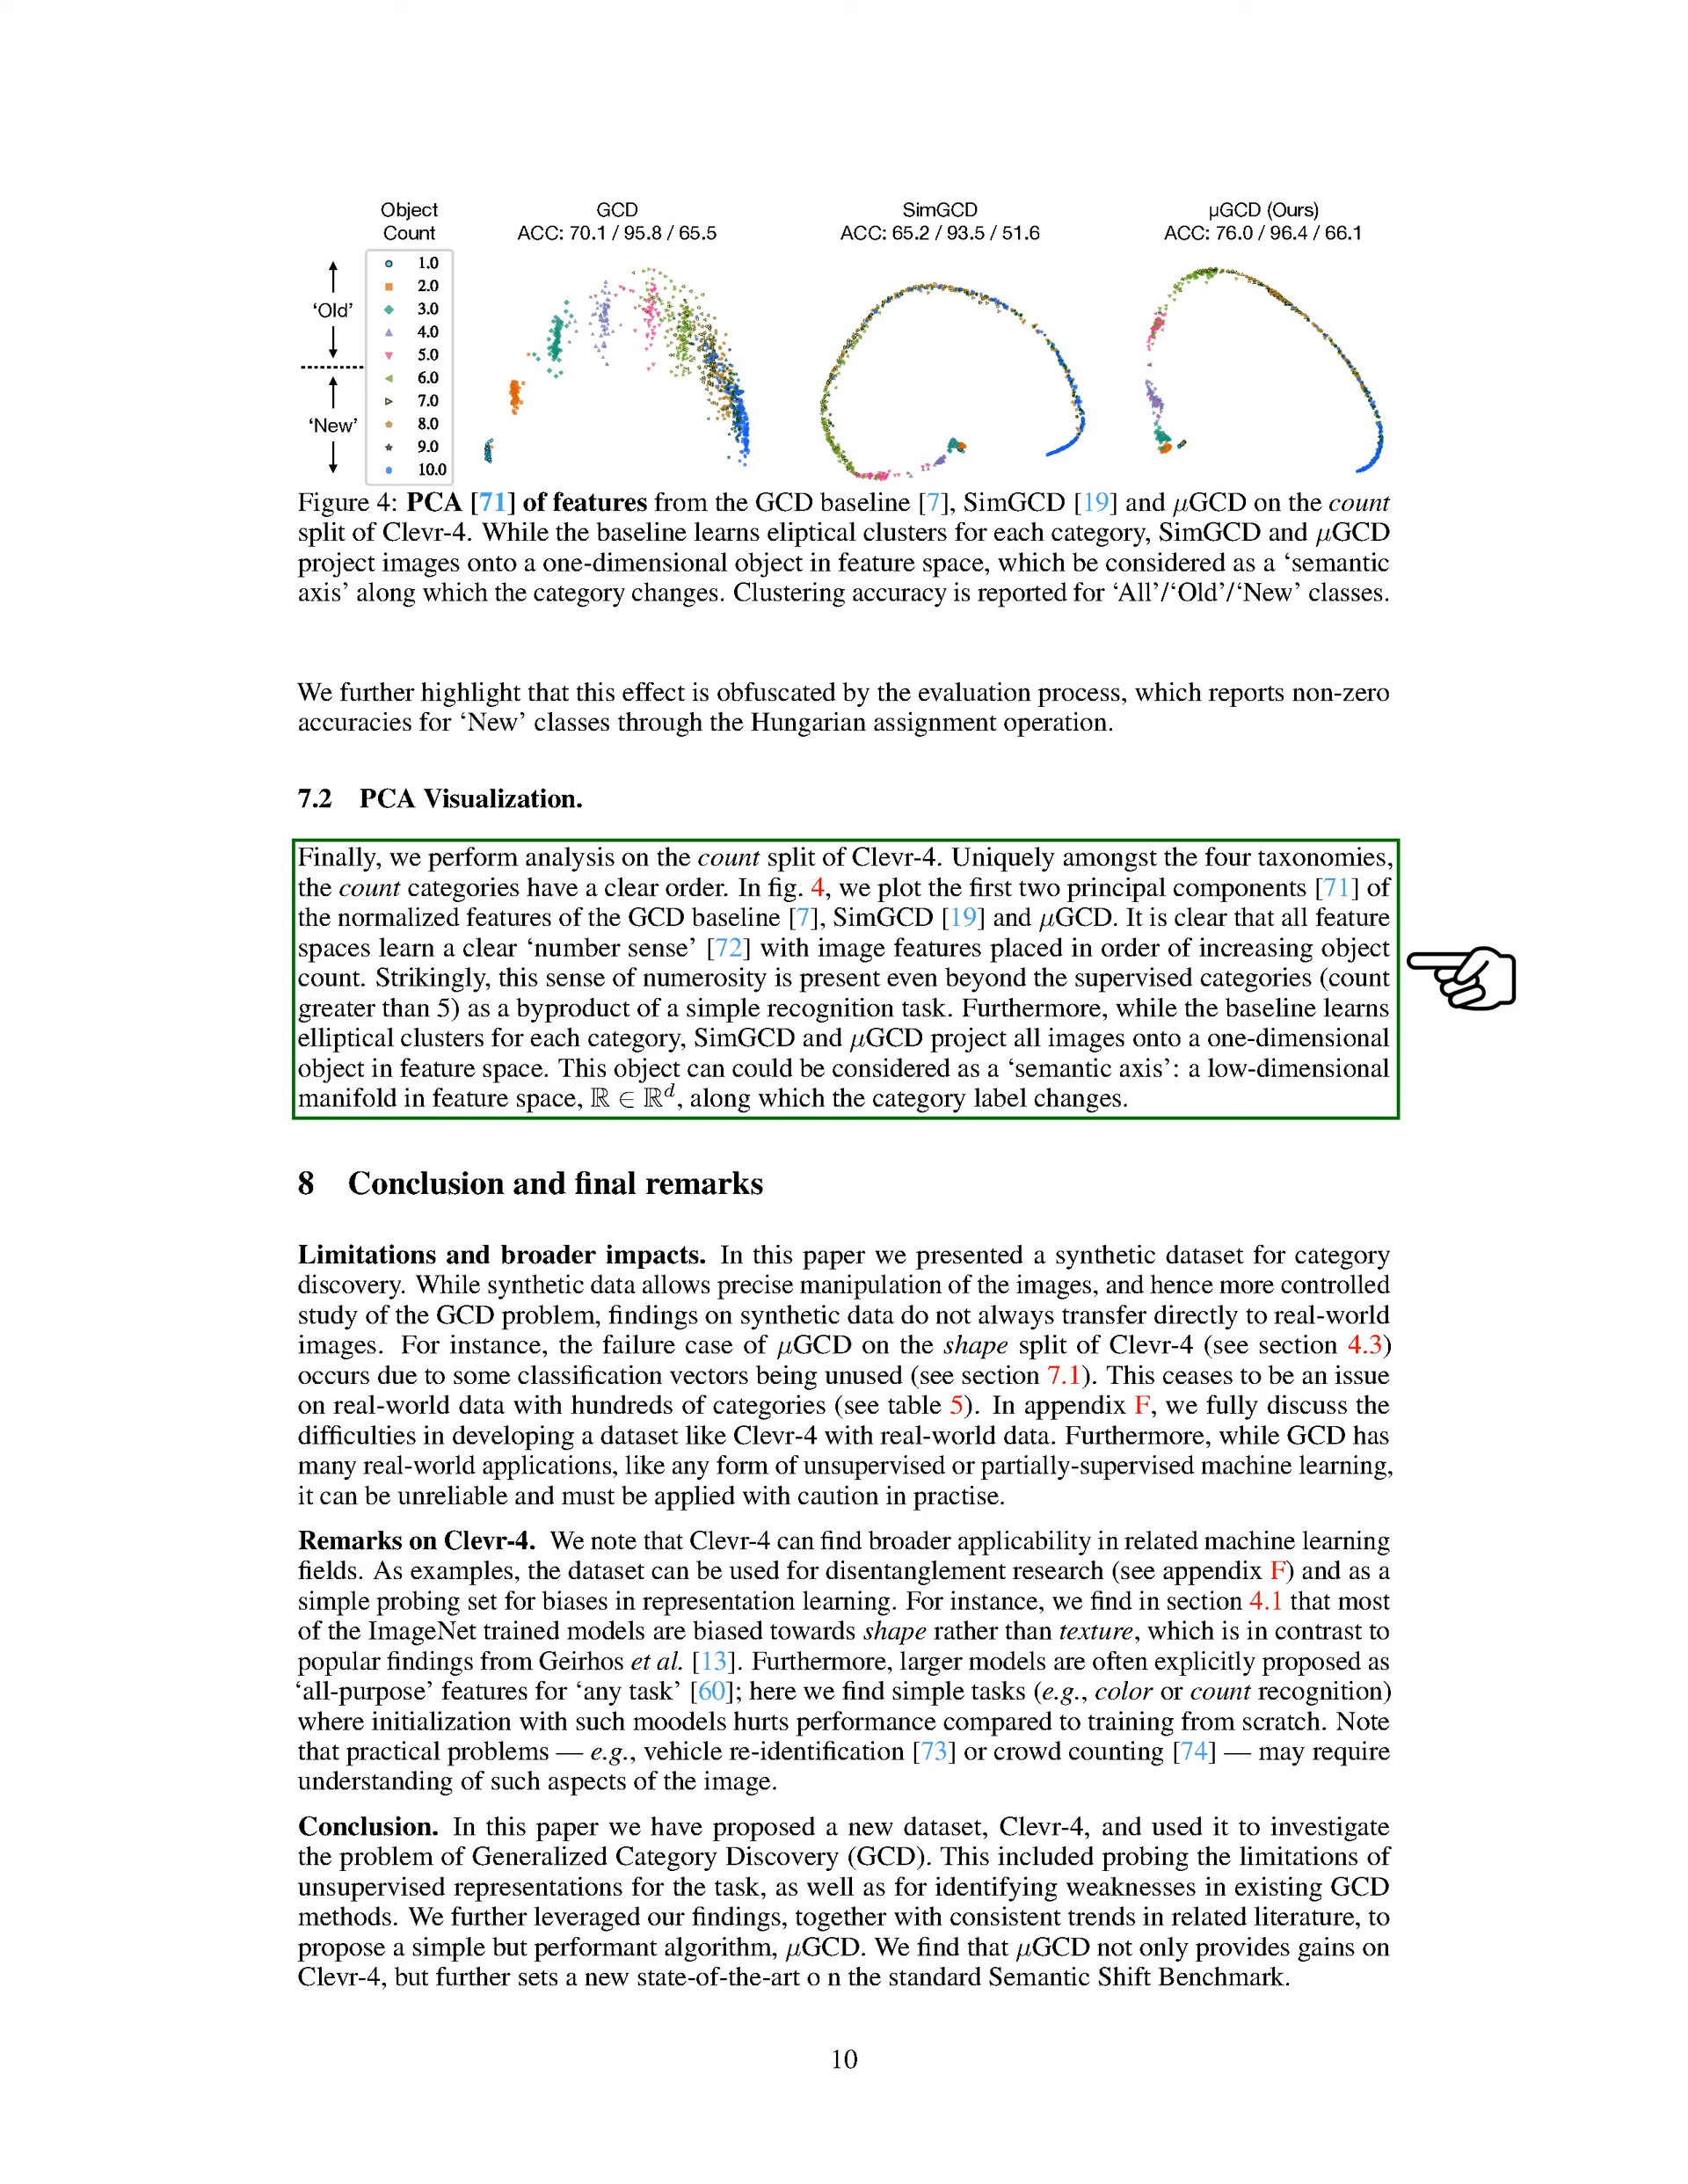 Object
Count
GCD
ACC: 70.1 / 95.8 / 65.5
SimGCD
ACC: 65.2 / 93.5 / 51.6
μGCD (Ours)
ACC: 76.0 / 96.4 / 66.1
‘Old’
‘New’
1.0
2.0
3.0
4.0
5.0
6.0
7.0
8.0
9.0
10.0
Figure 4: PCA [71] of features from the GCD baseline [7], SimGCD [19] and μGCD on the count
split of Clevr-4. While the baseline learns eliptical clusters for each category, SimGCD and μGCD
project images onto a one-dimensional object in feature space, which be considered as a ‘semantic
axis’ along which the category changes. Clustering accuracy is reported for ‘All’/‘Old’/‘New’ classes.
We further highlight that this effect is obfuscated by the evaluation process, which reports non-zero
accuracies for ‘New’ classes through the Hungarian assignment operation.
7.2 PCA Visualization.
Finally, we perform analysis on the count split of Clevr-4. Uniquely amongst the four taxonomies,
the count categories have a clear order. In fig. 4, we plot the first two principal components [71] of
the normalized features of the GCD baseline [7], SimGCD [19] and μGCD. It is clear that all feature
spaces learn a clear ‘number sense’ [72] with image features placed in order of increasing object
count. Strikingly, this sense of numerosity is present even beyond the supervised categories (count
greater than 5) as a byproduct of a simple recognition task. Furthermore, while the baseline learns
elliptical clusters for each category, SimGCD and μGCD project all images onto a one-dimensional
object in feature space. This object can could be considered as a ‘semantic axis’: a low-dimensional
manifold in feature space, ℝ ∈ ℝ^d, along which the category label changes.
8 Conclusion and final remarks
Limitations and broader impacts. In this paper we presented a synthetic dataset for category
discovery. While synthetic data allows precise manipulation of the images, and hence more controlled
study of the GCD problem, findings on synthetic data do not always transfer directly to real-world
images. For instance, the failure case of μGCD on the shape split of Clevr-4 (see section 4.3)
occurs due to some classification vectors being unused (see section 7.1). This ceases to be an issue
on real-world data with hundreds of categories (see table 5). In appendix F, we fully discuss the
difficulties in developing a dataset like Clevr-4 with real-world data. Furthermore, while GCD has
many real-world applications, like any form of unsupervised or partially-supervised machine learning,
it can be unreliable and must be applied with caution in practise.
Remarks on Clevr-4. We note that Clevr-4 can find broader applicability in related machine learning
fields. As examples, the dataset can be used for disentanglement research (see appendix F) and as a
simple probing set for biases in representation learning. For instance, we find in section 4.1 that most
of the ImageNet trained models are biased towards shape rather than texture, which is in contrast to
popular findings from Geirhos et al. [13]. Furthermore, larger models are often explicitly proposed as
‘all-purpose’ features for ‘any task’ [60]; here we find simple tasks (e.g., color or count recognition)
where initialization with such moodels hurts performance compared to training from scratch. Note
that practical problems — e.g., vehicle re-identification [73] or crowd counting [74] — may require
understanding of such aspects of the image.
Conclusion. In this paper we have proposed a new dataset, Clevr-4, and used it to investigate
the problem of Generalized Category Discovery (GCD). This included probing the limitations of
unsupervised representations for the task, as well as for identifying weaknesses in existing GCD
methods. We further leveraged our findings, together with consistent trends in related literature, to
propose a simple but performant algorithm, μGCD. We find that μGCD not only provides gains on
Clevr-4, but further sets a new state-of-the-art o n the standard Semantic Shift Benchmark.
10